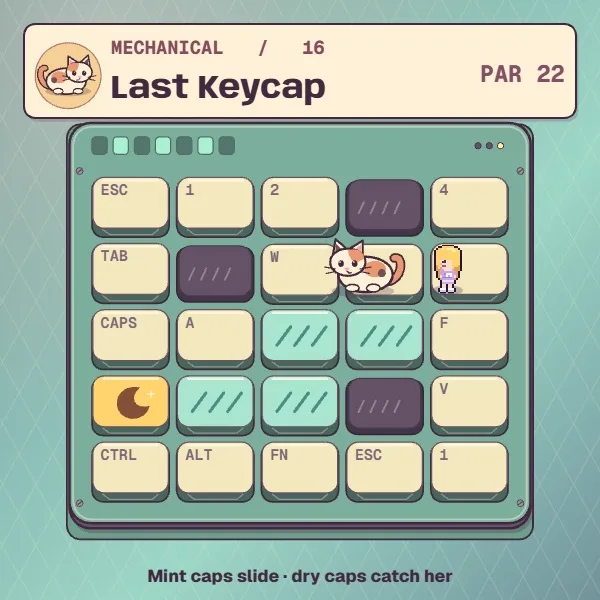 MECHANICAL / 16
Last Keycap
PAR 22
ESC 1 2 4
TAB W
CAPS A F
V
CTRL ALT FN ESC 1
Mint caps slide · dry caps catch her